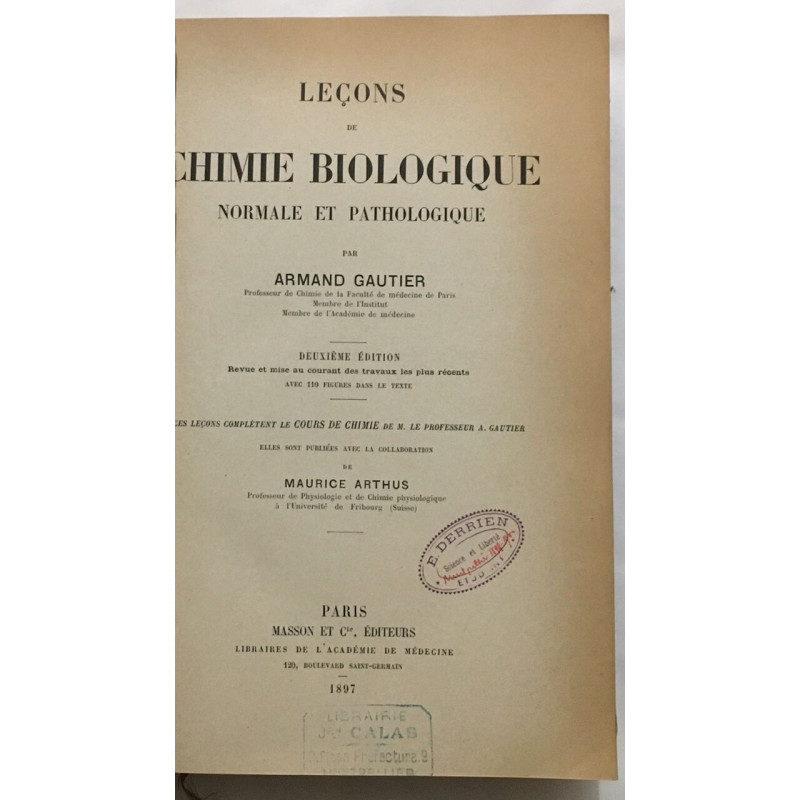 LEÇONS
DE
CHIMIE BIOLOGIQUE
NORMALE ET PATHOLOGIQUE
PAR
ARMAND GAUTIER
Professeur de Chimie de la Faculté de médecine de Paris
Membre de l'Institut
Membre de l'Académie de médecine
DEUXIÈME ÉDITION
Revue et mise au courant des travaux les plus récents
AVEC 110 FIGURES DANS LE TEXTE
CES LEÇONS COMPLÈTENT LE COURS DE CHIMIE DE M. LE PROFESSEUR A. GAUTIER
ELLES SONT PUBLIÉES AVEC LA COLLABORATION
DE
MAURICE ARTHUS
Professeur de Physiologie et de Chimie physiologique
à l'Université de Fribourg (Suisse)
E. DERRIEN
Science et Liberté
PARIS
MASSON ET Cie, ÉDITEURS
LIBRAIRES DE L'ACADÉMIE DE MÉDECINE
120, BOULEVARD SAINT-GERMAIN
1897
LIBRAIRIE
Jh CALAS
Préfecture
MONTPELLIER